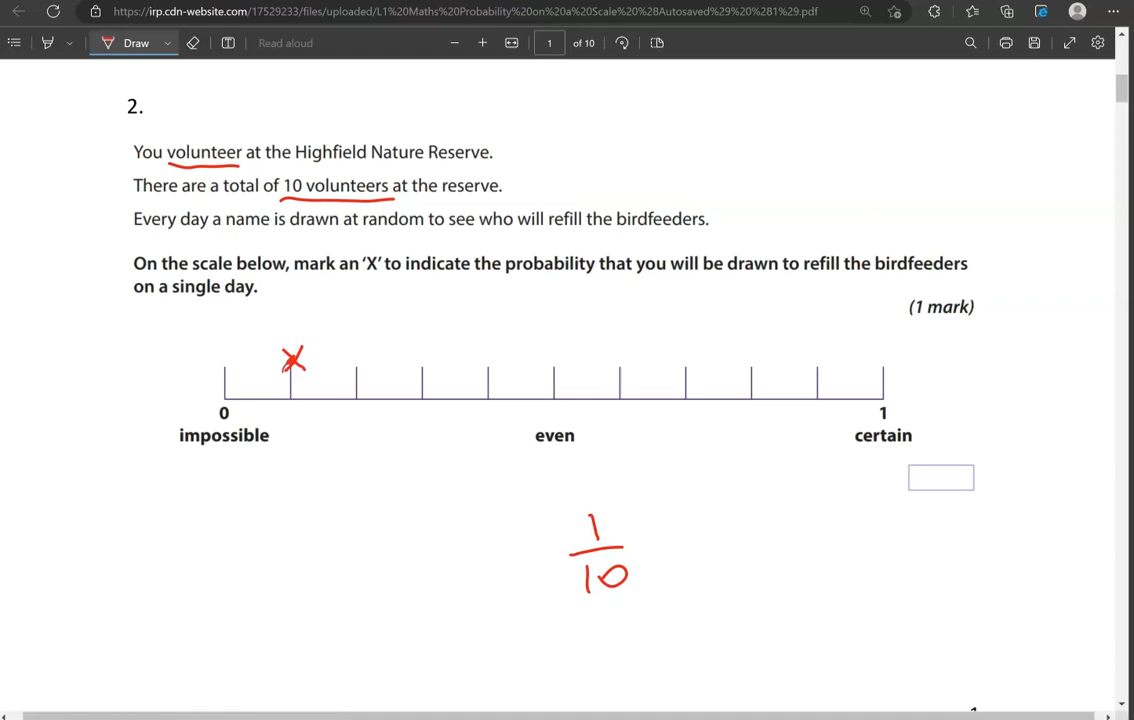 https://irp.cdn-website.com/17529233/files/uploaded/L1%20Maths%20Probability%20on%20a%20Scale%20%28Autosaved%29%20%281%29.pdf
Draw
Read aloud
1 of 10
2.
You volunteer at the Highfield Nature Reserve.
There are a total of 10 volunteers at the reserve.
Every day a name is drawn at random to see who will refill the birdfeeders.
On the scale below, mark an ‘X’ to indicate the probability that you will be drawn to refill the birdfeeders
on a single day.
(1 mark)
X
0 1
impossible even certain
1
10